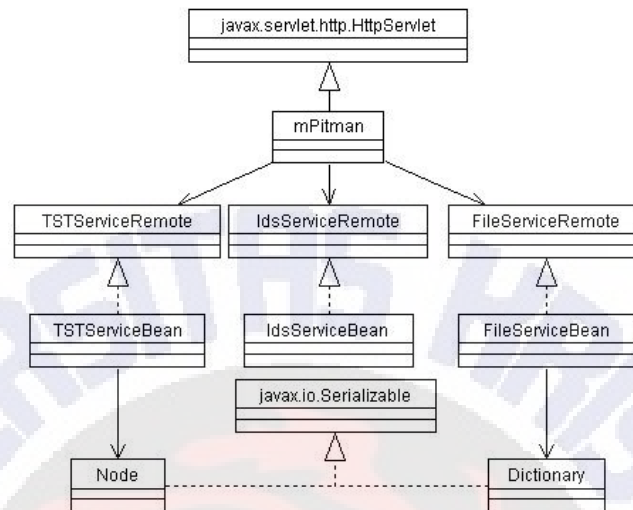 javax.servlet.http.HttpServlet
mPitman
TSTServiceRemote
IdsServiceRemote
FileServiceRemote
TSTServiceBean
IdsServiceBean
FileServiceBean
javax.io.Serializable
Node
Dictionary